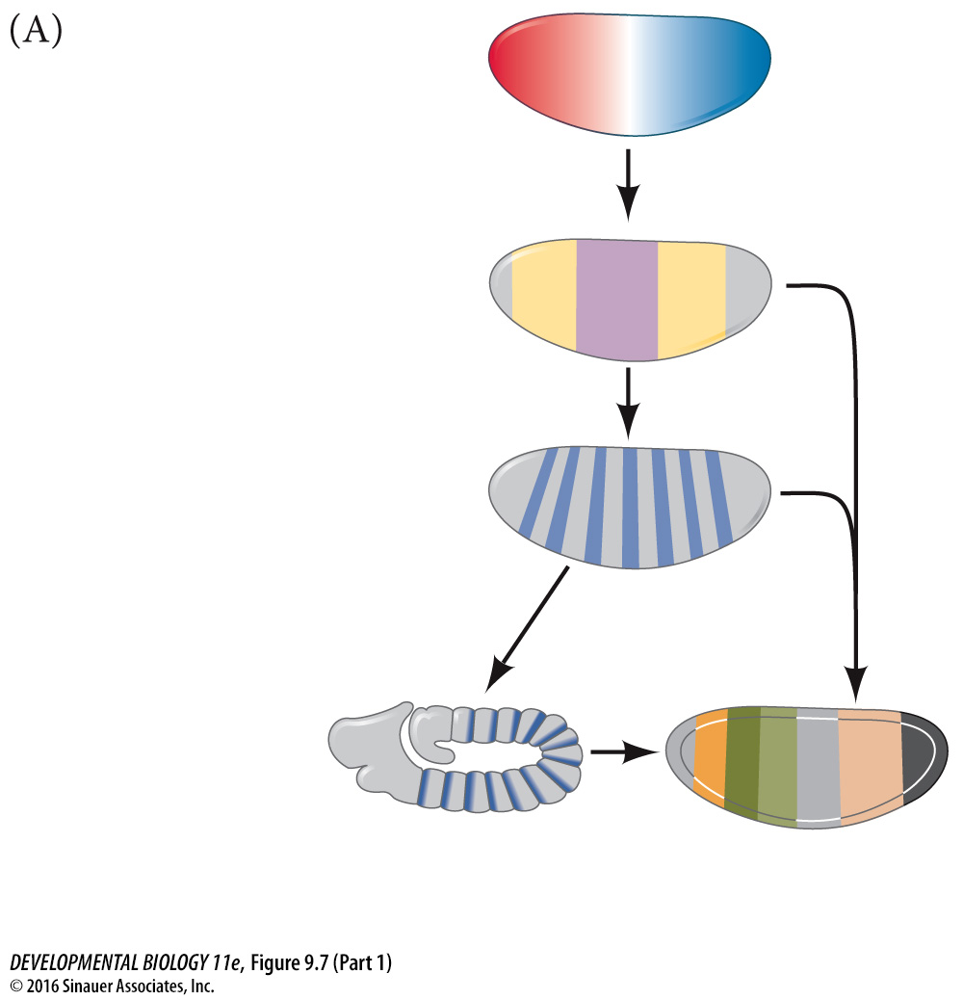 (A)
DEVELOPMENTAL BIOLOGY 11e, Figure 9.7 (Part 1)
© 2016 Sinauer Associates, Inc.